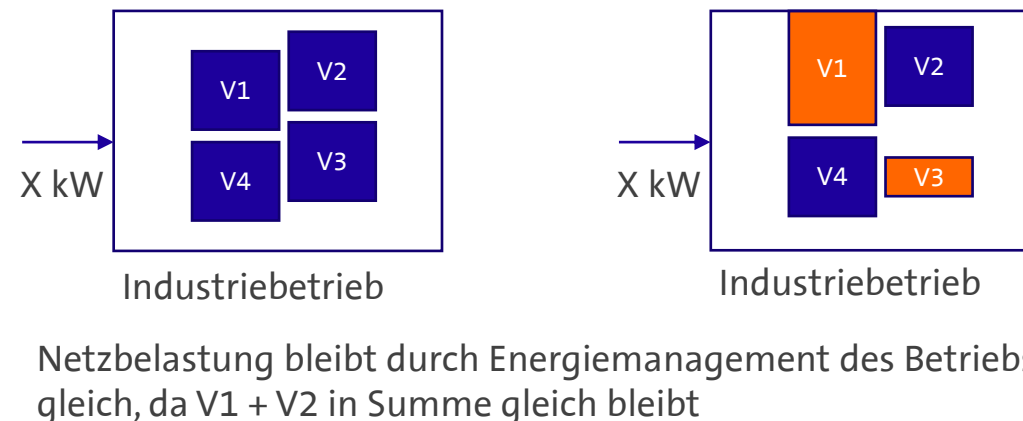 V1
V2
V4
V3
X kW
Industriebetrieb
V1
V2
V4
V3
X kW
Industriebetrieb
Netzbelastung bleibt durch Energiemanagement des Betriebs
gleich, da V1 + V2 in Summe gleich bleibt